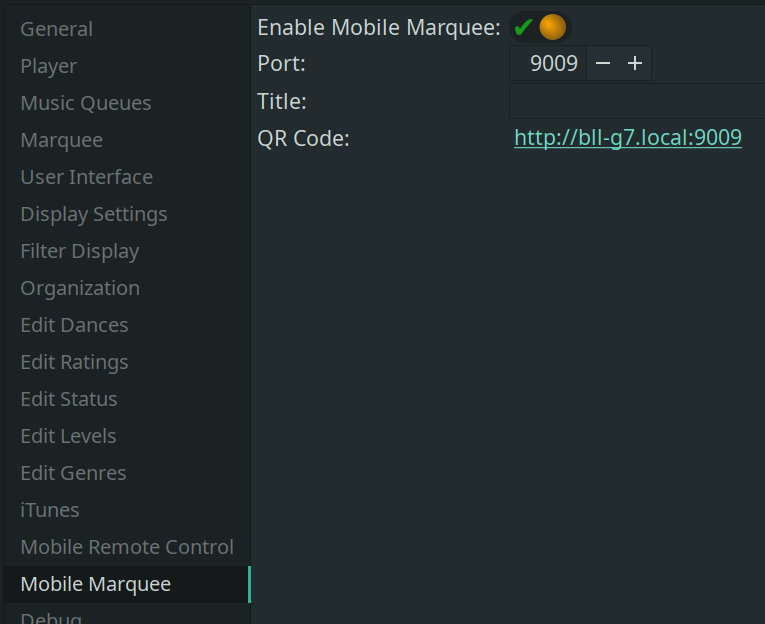 General
Player
Music Queues
Marquee
User Interface
Display Settings
Filter Display
Organization
Edit Dances
Edit Ratings
Edit Status
Edit Levels
Edit Genres
iTunes
Mobile Remote Control
Mobile Marquee
Debug
Enable Mobile Marquee:
Port: 9009 − +
Title:
QR Code: http://bll-g7.local:9009